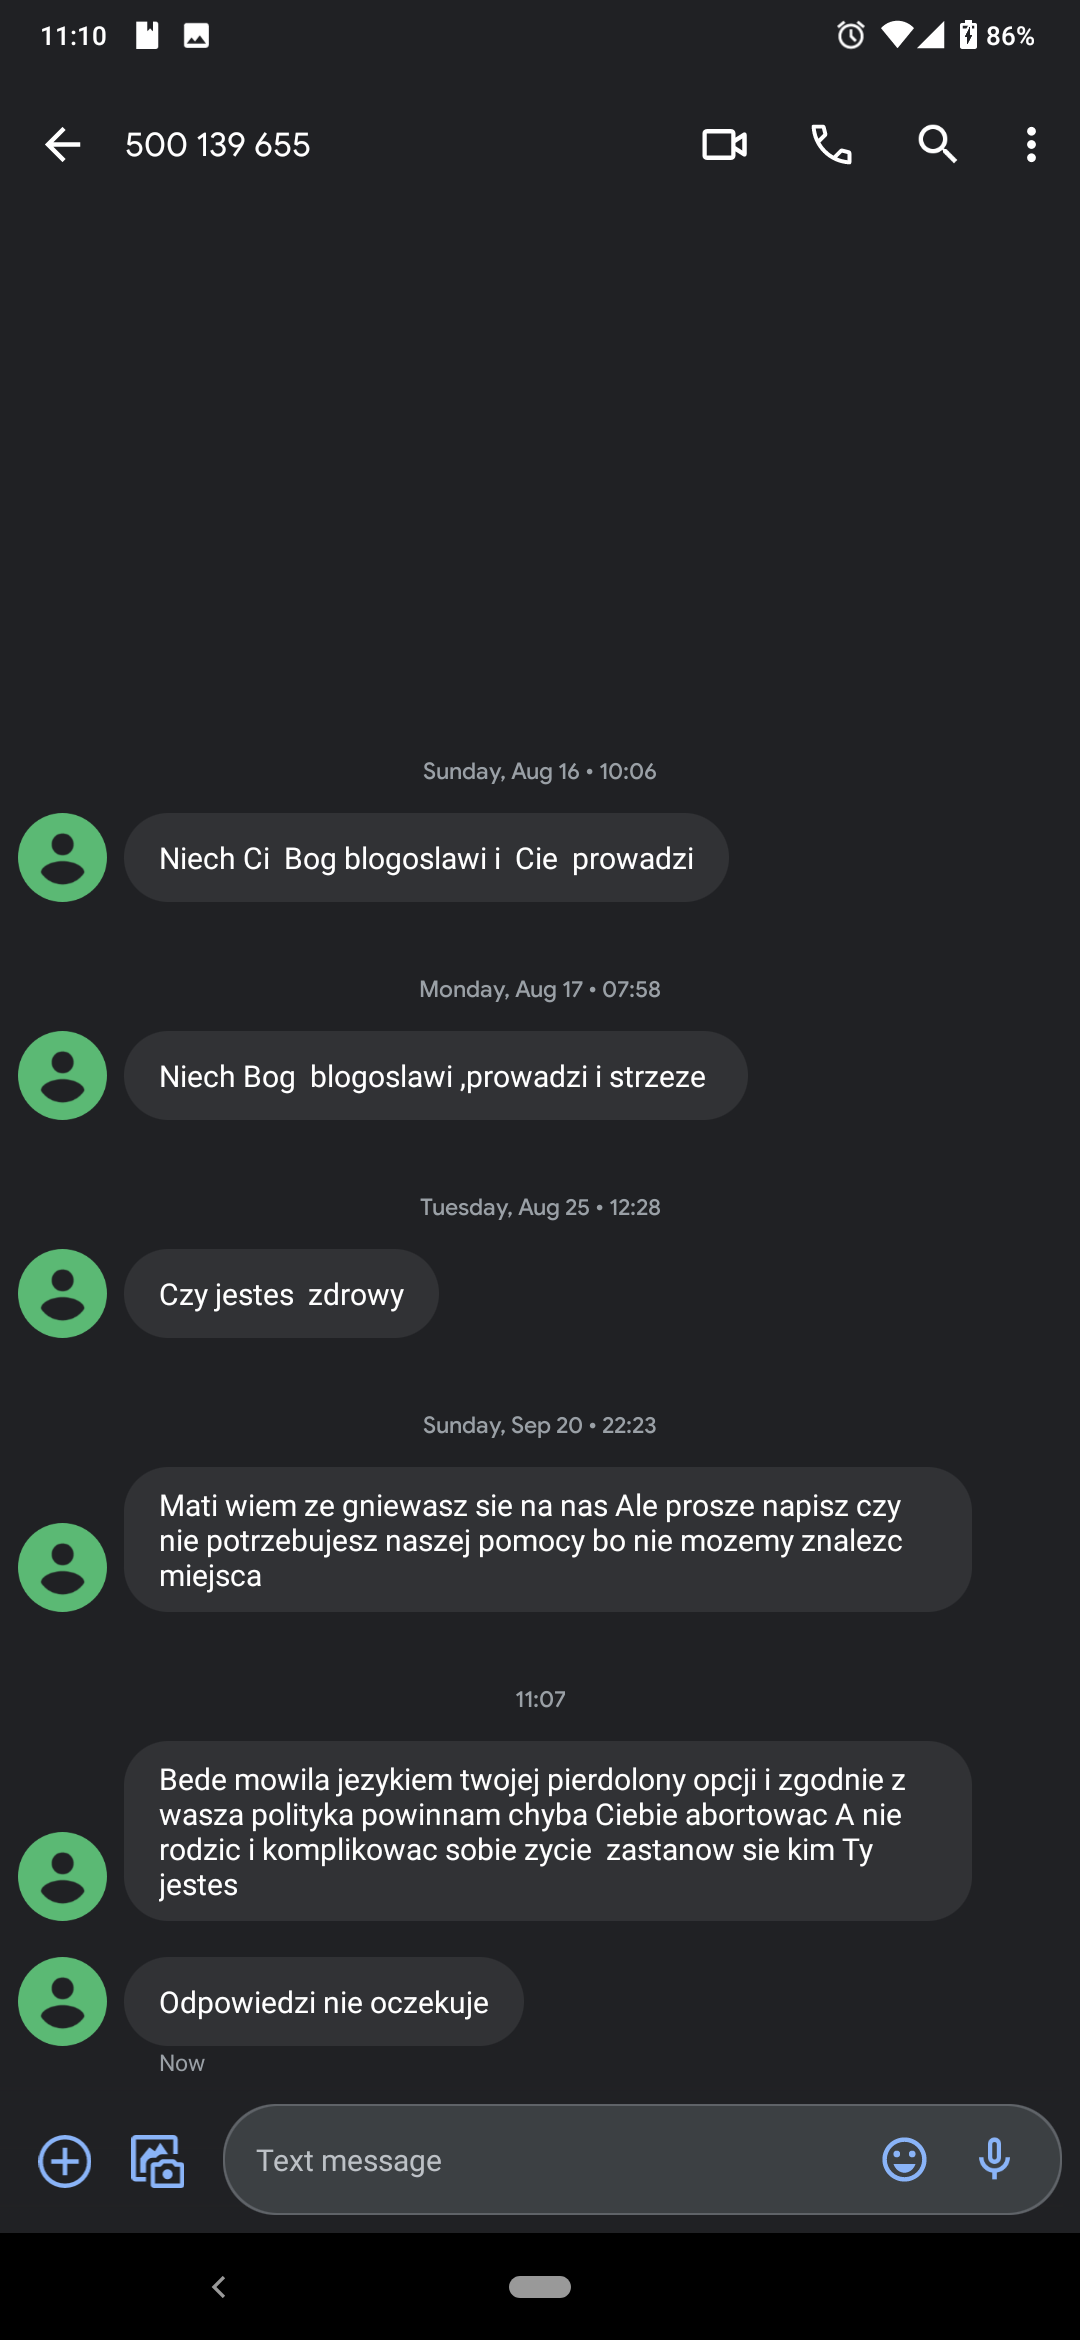 11:10
86%
500 139 655
Sunday, Aug 16 • 10:06
Niech Ci  Bog blogoslawi i  Cie  prowadzi
Monday, Aug 17 • 07:58
Niech Bog  blogoslawi ,prowadzi i strzeze
Tuesday, Aug 25 • 12:28
Czy jestes  zdrowy
Sunday, Sep 20 • 22:23
Mati wiem ze gniewasz sie na nas Ale prosze napisz czy
nie potrzebujesz naszej pomocy bo nie mozemy znalezc
miejsca
11:07
Bede mowila jezykiem twojej pierdolony opcji i zgodnie z
wasza polityka powinnam chyba Ciebie abortowac A nie
rodzic i komplikowac sobie zycie  zastanow sie kim Ty
jestes
Odpowiedzi nie oczekuje
Now
Text message